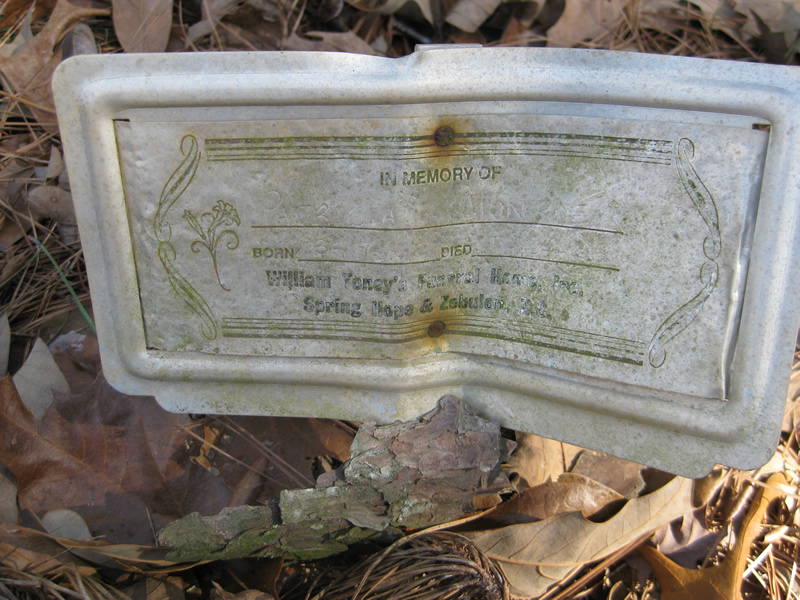 IN MEMORY OF
BORN DIED
William Toney's Funeral Home, Inc.
Spring Hope & Zebulon, N.C.